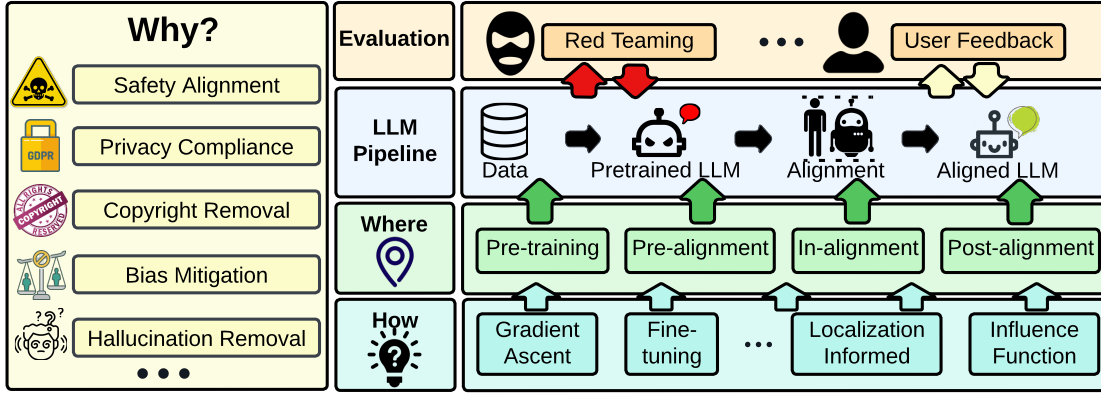 Why?
Safety Alignment
GDPR
Privacy Compliance
ALL RIGHTS
COPYRIGHT
RESERVED
Copyright Removal
Bias Mitigation
???
Hallucination Removal
Evaluation
Red Teaming
User Feedback
LLM
Pipeline
Data
Pretrained LLM
Alignment
Aligned LLM
Where
Pre-training
Pre-alignment
In-alignment
Post-alignment
How
?
Gradient
Ascent
Fine-
tuning
Localization
Informed
Influence
Function